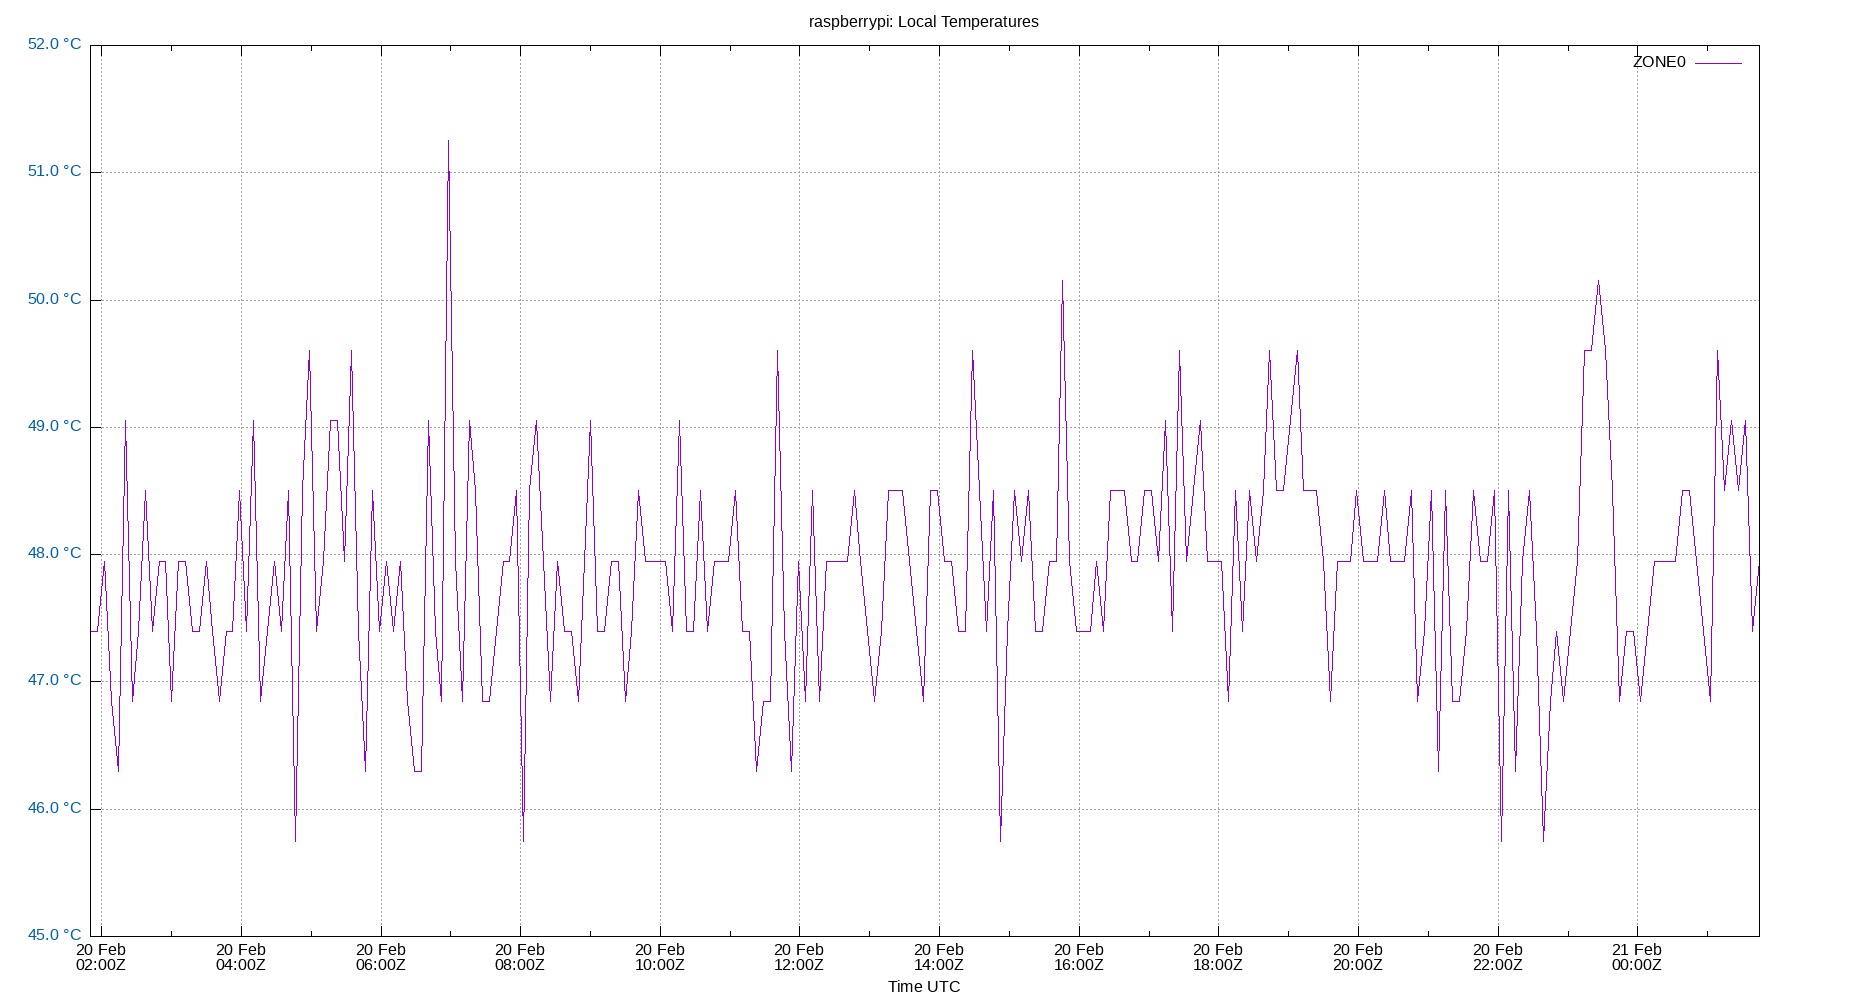 raspberrypi: Local Temperatures
52.0 °C
ZONE0
51.0 °C
50.0 °C
49.0 °C
48.0 °C
47.0 °C
46.0 °C
45.0 °C
20 Feb 20 Feb 20 Feb 20 Feb 20 Feb 20 Feb 20 Feb 20 Feb 20 Feb 20 Feb 20 Feb 21 Feb
02:00Z 04:00Z 06:00Z 08:00Z 10:00Z 12:00Z 14:00Z 16:00Z 18:00Z 20:00Z 22:00Z 00:00Z
Time UTC